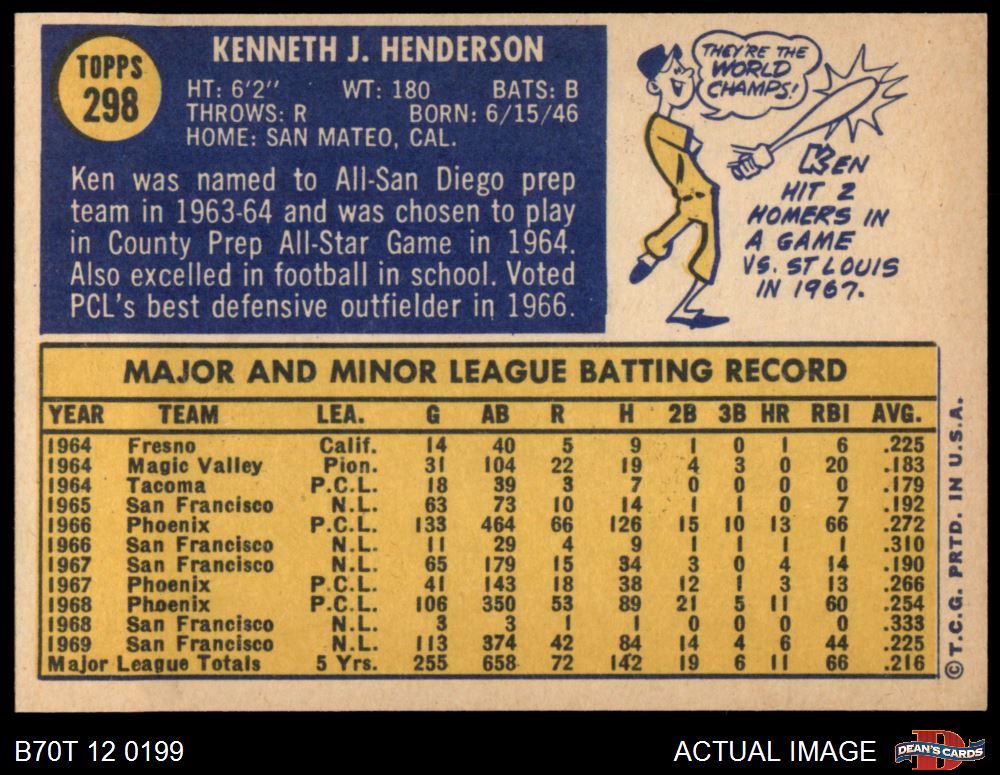 TOPPS
298
KENNETH J. HENDERSON
HT: 6'2" WT: 180 BATS: B
THROWS: R BORN: 6/15/46
HOME: SAN MATEO, CAL.
Ken was named to All-San Diego prep
team in 1963-64 and was chosen to play
in County Prep All-Star Game in 1964.
Also excelled in football in school. Voted
PCL's best defensive outfielder in 1966.
THEY'RE THE
WORLD
CHAMPS!
KEN
HIT 2
HOMERS IN
A GAME
VS. ST LOUIS
IN 1967.
MAJOR AND MINOR LEAGUE BATTING RECORD
YEAR TEAM LEA. G AB R H 2B 3B HR RBI AVG.
1964 Fresno Calif. 14 40 5 9 1 0 1 6 .225
1964 Magic Valley Pion. 31 104 22 19 4 3 0 20 .183
1964 Tacoma P.C.L. 18 39 3 7 0 0 0 0 .179
1965 San Francisco N.L. 63 73 10 14 1 1 0 7 .192
1966 Phoenix P.C.L. 133 464 66 126 15 10 13 66 .272
1966 San Francisco N.L. 11 29 4 9 1 1 1 1 .310
1967 San Francisco N.L. 65 179 15 34 3 0 4 14 .190
1967 Phoenix P.C.L. 41 143 18 38 12 1 3 13 .266
1968 Phoenix P.C.L. 106 350 53 89 21 5 11 60 .254
1968 San Francisco N.L. 3 3 1 1 0 0 0 0 .333
1969 San Francisco N.L. 113 374 42 84 14 4 6 44 .225
Major League Totals 5 Yrs. 255 658 72 142 19 6 11 66 .216
© T.C.G. PRTD. IN U.S.A.
B70T 12 0199
ACTUAL IMAGE
DEAN'S CARDS